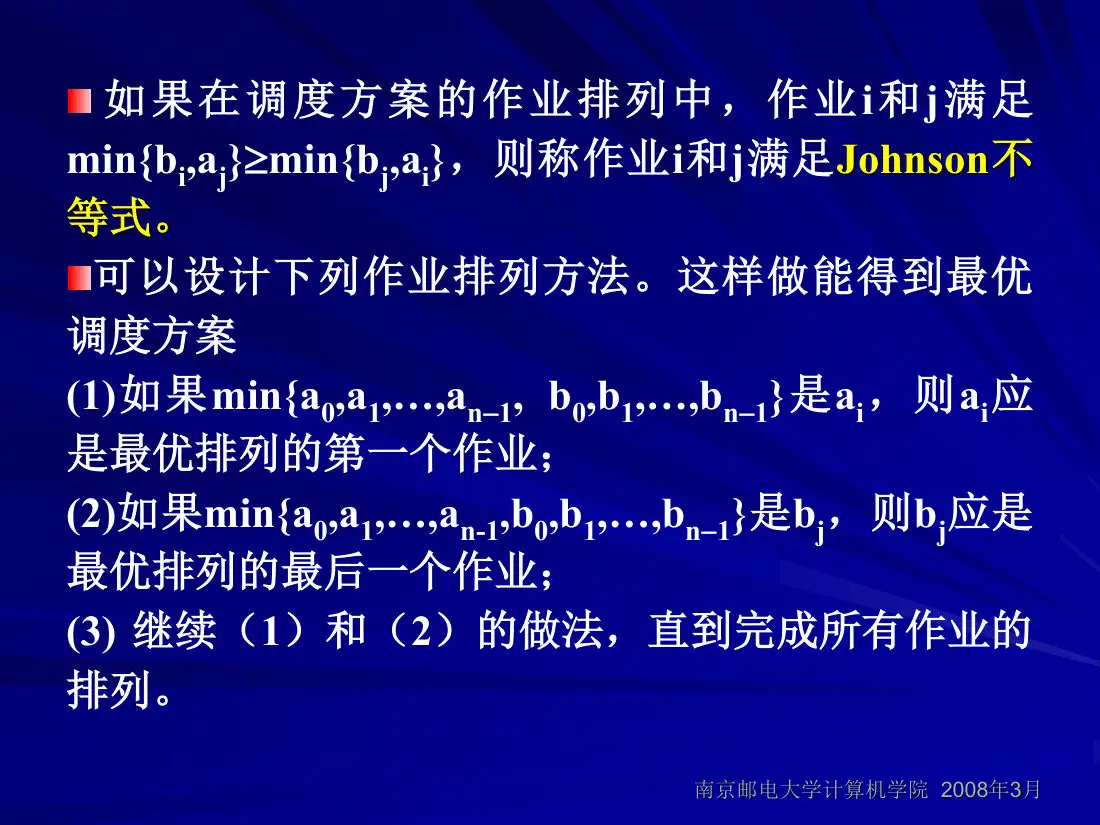 如果在调度方案的作业排列中，作业i和j满足
min{bi,aj}≥min{bj,ai}，则称作业i和j满足Johnson不
等式。
可以设计下列作业排列方法。这样做能得到最优
调度方案
(1)如果min{a0,a1,…,an−1, b0,b1,…,bn−1}是ai，则ai应
是最优排列的第一个作业；
(2)如果min{a0,a1,…,an-1,b0,b1,…,bn−1}是bj，则bj应是
最优排列的最后一个作业；
(3) 继续（1）和（2）的做法，直到完成所有作业的
排列。
南京邮电大学计算机学院 2008年3月